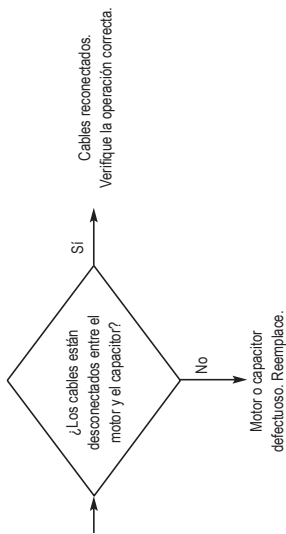 ¿Los cables están
desconectados entre el
motor y el capacitor?
Sí
Cables reconectados.
Verifique la operación correcta.
No
Motor o capacitor
defectuoso. Reemplace.